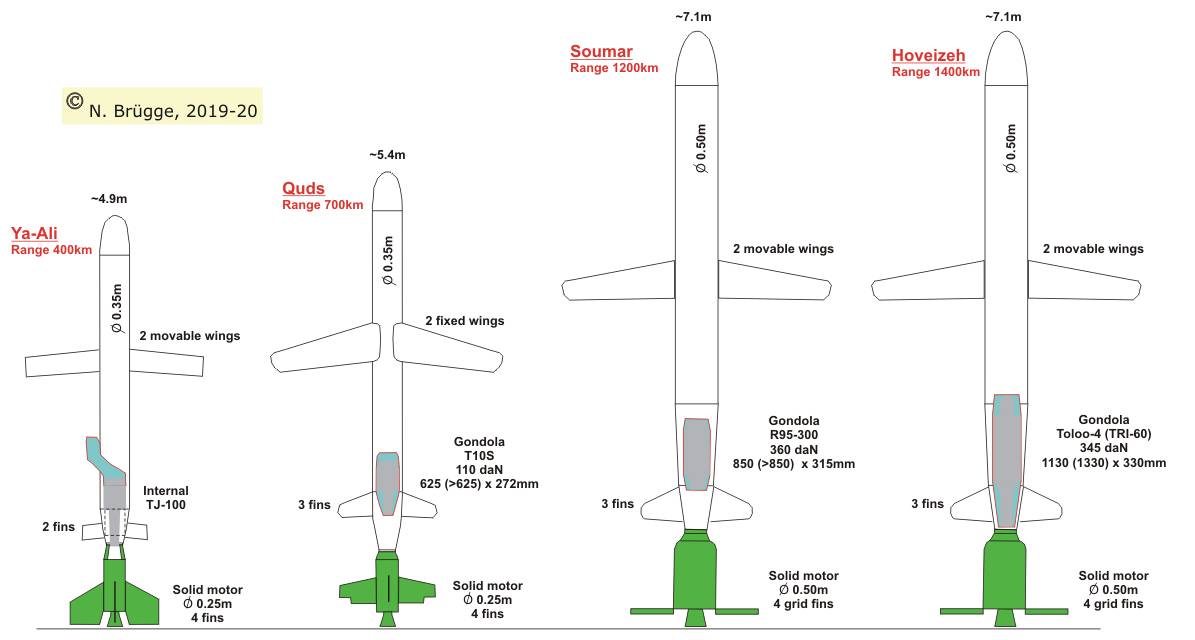 © N. Brügge, 2019-20
Ya-Ali
Range 400km
~4.9m
Ø 0.35m
2 movable wings
Internal
TJ-100
2 fins
Solid motor
Ø 0.25m
4 fins
Quds
Range 700km
~5.4m
Ø 0.35m
2 fixed wings
Gondola
T10S
110 daN
625 (>625) x 272mm
3 fins
Solid motor
Ø 0.25m
4 fins
Soumar
Range 1200km
~7.1m
Ø 0.50m
2 movable wings
Gondola
R95-300
360 daN
850 (>850) x 315mm
3 fins
Solid motor
Ø 0.50m
4 grid fins
Hoveizeh
Range 1400km
~7.1m
Ø 0.50m
2 movable wings
Gondola
Toloo-4 (TRI-60)
345 daN
1130 (1330) x 330mm
3 fins
Solid motor
Ø 0.50m
4 grid fins